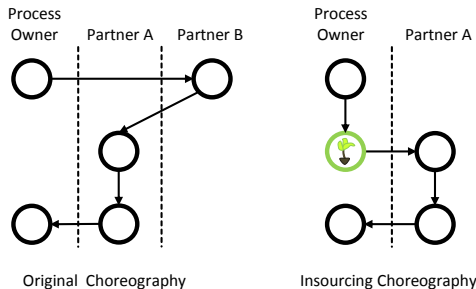 Process
Owner
Partner A
Partner B
Process
Owner
Partner A
Original Choreography
Insourcing Choreography